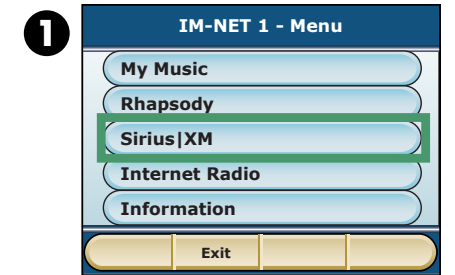 1
IM-NET 1 - Menu
My Music
Rhapsody
Sirius|XM
Internet Radio
Information
Exit